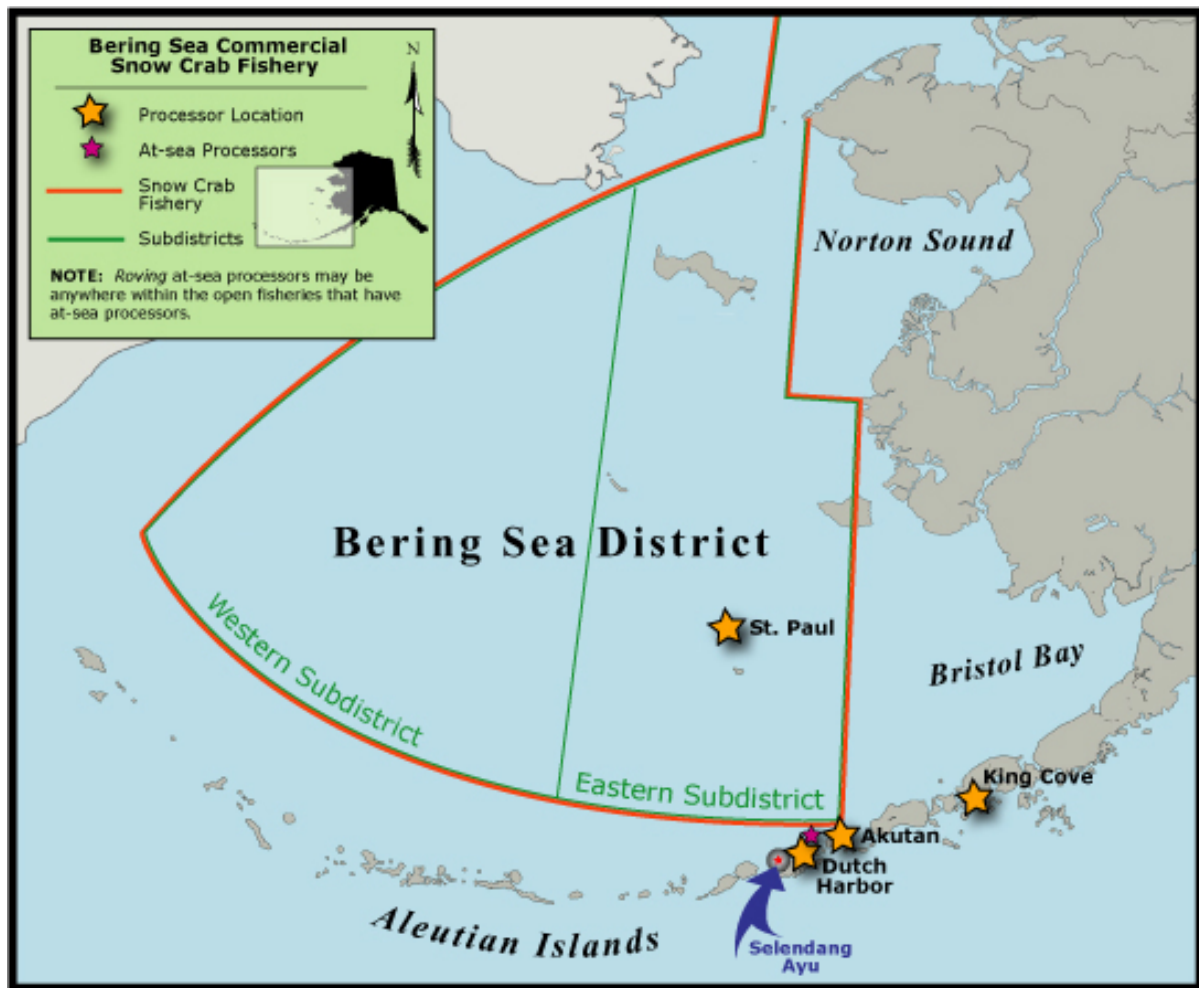 Bering Sea Commercial
Snow Crab Fishery
N
Processor Location
At-sea Processors
Snow Crab
Fishery
Subdistricts
NOTE: Roving at-sea processors may be
anywhere within the open fisheries that have
at-sea processors.
Norton Sound
Bering Sea District
St. Paul
Western Subdistrict
Bristol Bay
Eastern Subdistrict
King Cove
Akutan
Dutch
Harbor
Aleutian Islands
Selendang
Ayu